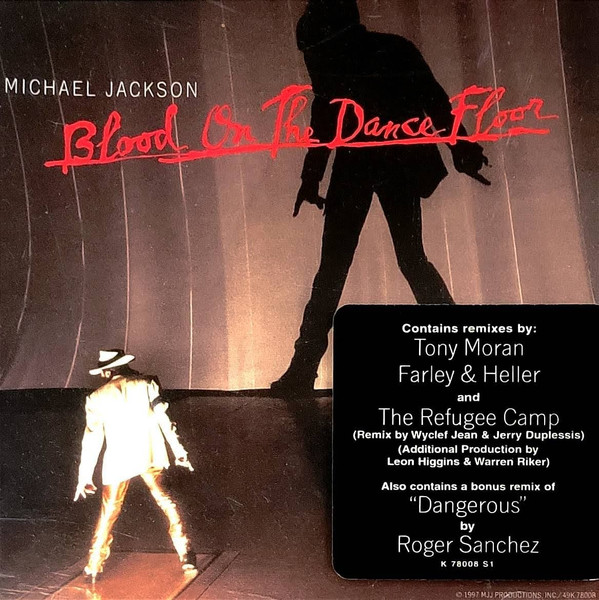 MICHAEL JACKSON
Blood On The Dance Floor
Contains remixes by:
Tony Moran
Farley & Heller
and
The Refugee Camp
(Remix by Wyclef Jean & Jerry Duplessis)
(Additional Production by
Leon Higgins & Warren Riker)
Also contains a bonus remix of
“Dangerous”
by
Roger Sanchez
K 78008 S1
© 1997 MJJ PRODUCTIONS, INC./49K 78008